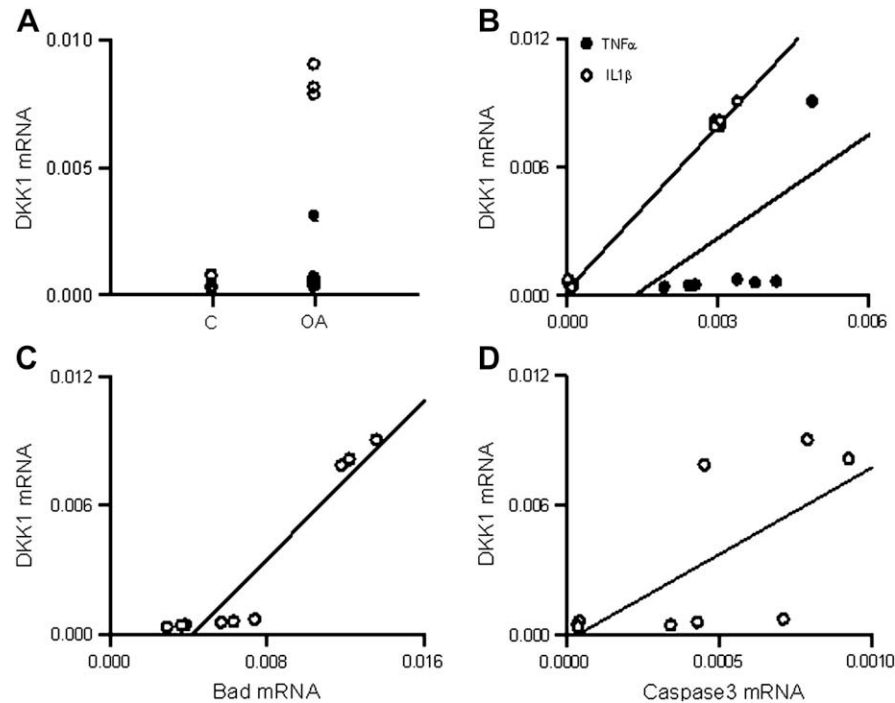 A
0.010
DKK1 mRNA
0.005
0.000
C
OA
B
0.012
TNFα
IL1β
DKK1 mRNA
0.006
0.000
0.000
0.003
0.006
C
0.012
DKK1 mRNA
0.006
0.000
0.000
0.008
0.016
Bad mRNA
D
0.012
DKK1 mRNA
0.006
0.000
0.0000
0.0005
0.0010
Caspase3 mRNA